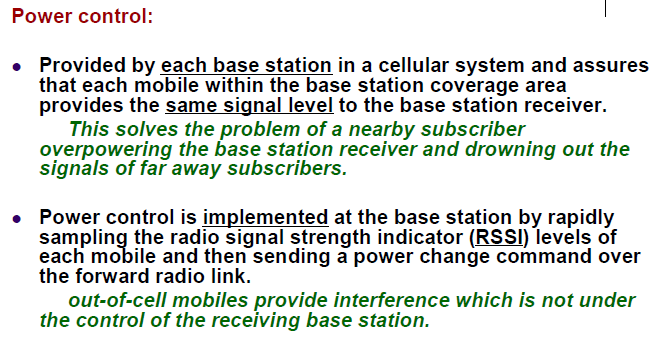 Power control:
• Provided by each base station in a cellular system and assures
that each mobile within the base station coverage area
provides the same signal level to the base station receiver.
This solves the problem of a nearby subscriber
overpowering the base station receiver and drowning out the
signals of far away subscribers.
• Power control is implemented at the base station by rapidly
sampling the radio signal strength indicator (RSSI) levels of
each mobile and then sending a power change command over
the forward radio link.
out-of-cell mobiles provide interference which is not under
the control of the receiving base station.